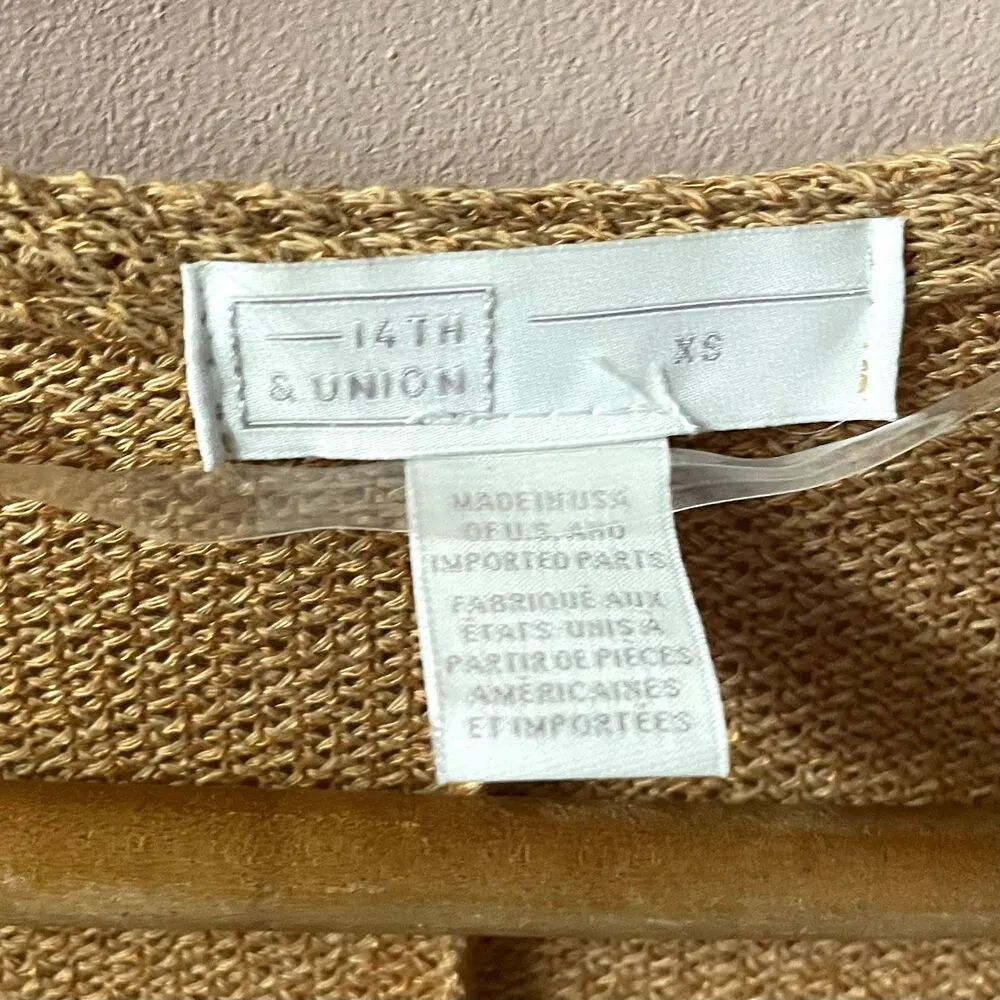 14TH
& UNION
XS
MADE IN USA
OF U.S. AND
IMPORTED PARTS
FABRIQUÉ AUX
ÉTATS-UNIS À
PARTIR DE PIÈCES
AMÉRICAINES
ET IMPORTÉES